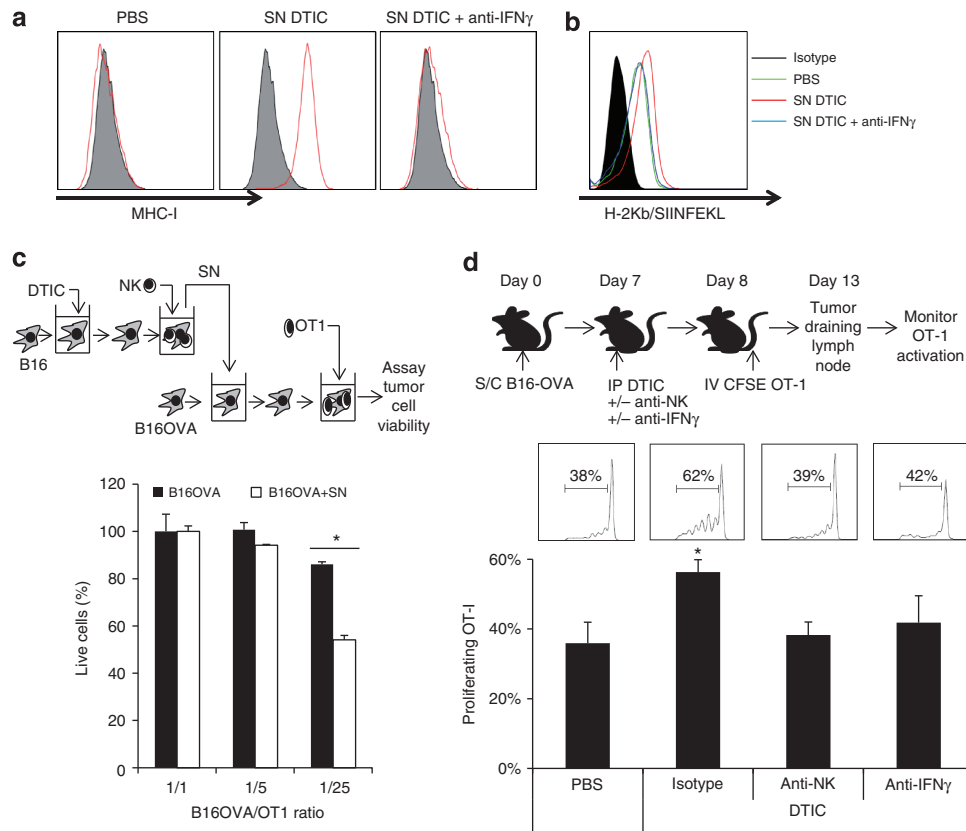 a
PBS
SN DTIC
SN DTIC + anti-IFNγ
MHC-I
b
Isotype
PBS
SN DTIC
SN DTIC + anti-IFNγ
H-2Kb/SIINFEKL
c
DTIC
NK
SN
B16
OT1
B16OVA
Assay
tumor
cell
viability
Live cells (%)
120
100
80
60
40
20
0
B16OVA
B16OVA+SN
*
1/1
1/5
1/25
B16OVA/OT1 ratio
d
Day 0
Day 7
Day 8
Day 13
Tumor
draining
lymph
node
Monitor
OT-1
activation
S/C B16-OVA
IP DTIC
+/− anti-NK
+/− anti-IFNγ
IV CFSE OT-1
38%
62%
39%
42%
Proliferating OT-I
60%
40%
20%
0%
*
PBS
Isotype
Anti-NK
Anti-IFNγ
DTIC